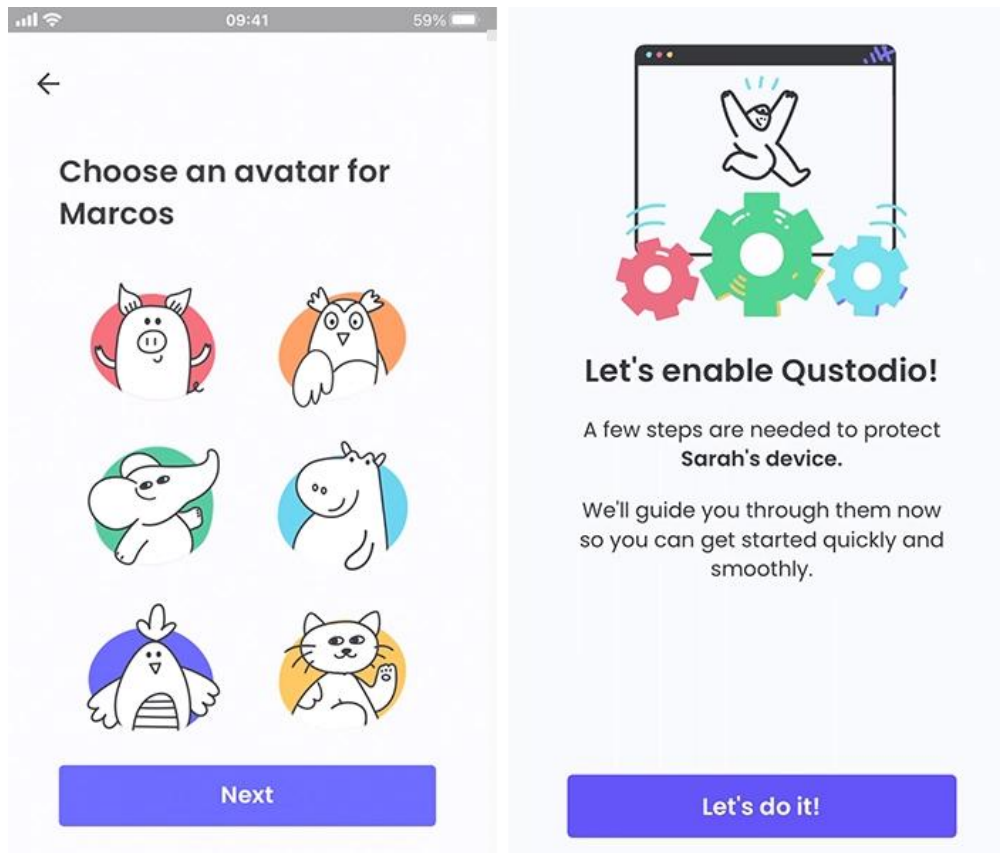 09:41
59%
Choose an avatar for
Marcos
Next
Let's enable Qustodio!
A few steps are needed to protect
Sarah's device.
We'll guide you through them now
so you can get started quickly and
smoothly.
Let's do it!